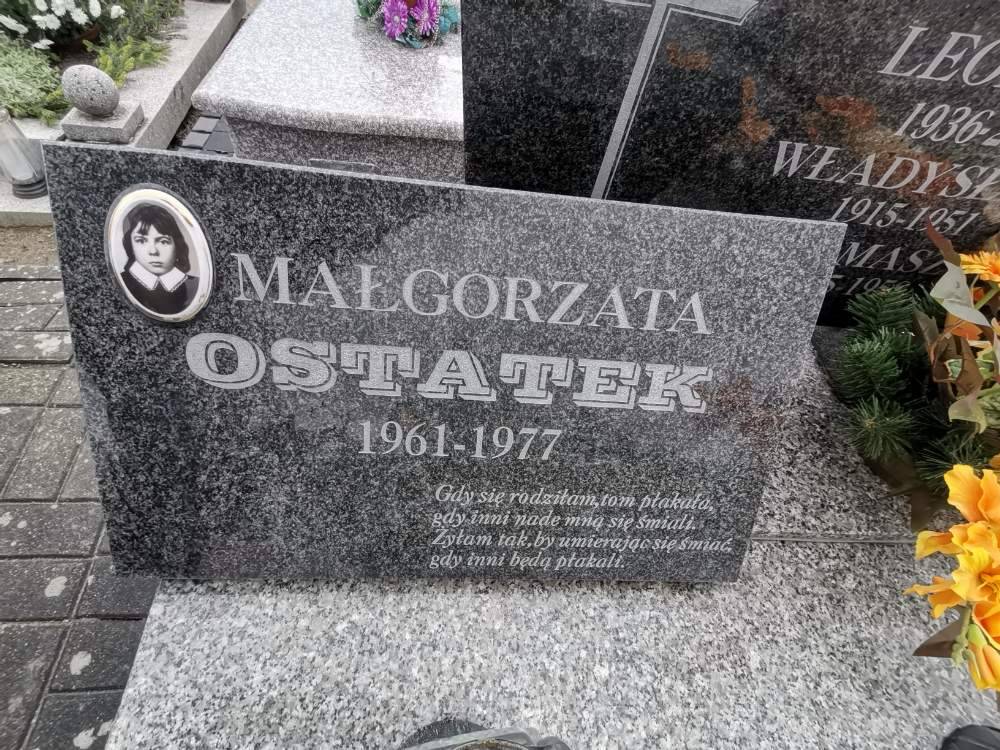 MAŁGORZATA
OSTATEK
1961-1977
Gdy się rodziłam, tom płakała,
gdy inni nade mną się śmiali.
Żyłam tak, by umierając się śmiać,
gdy inni będą płakali.
1936-
1915-1951